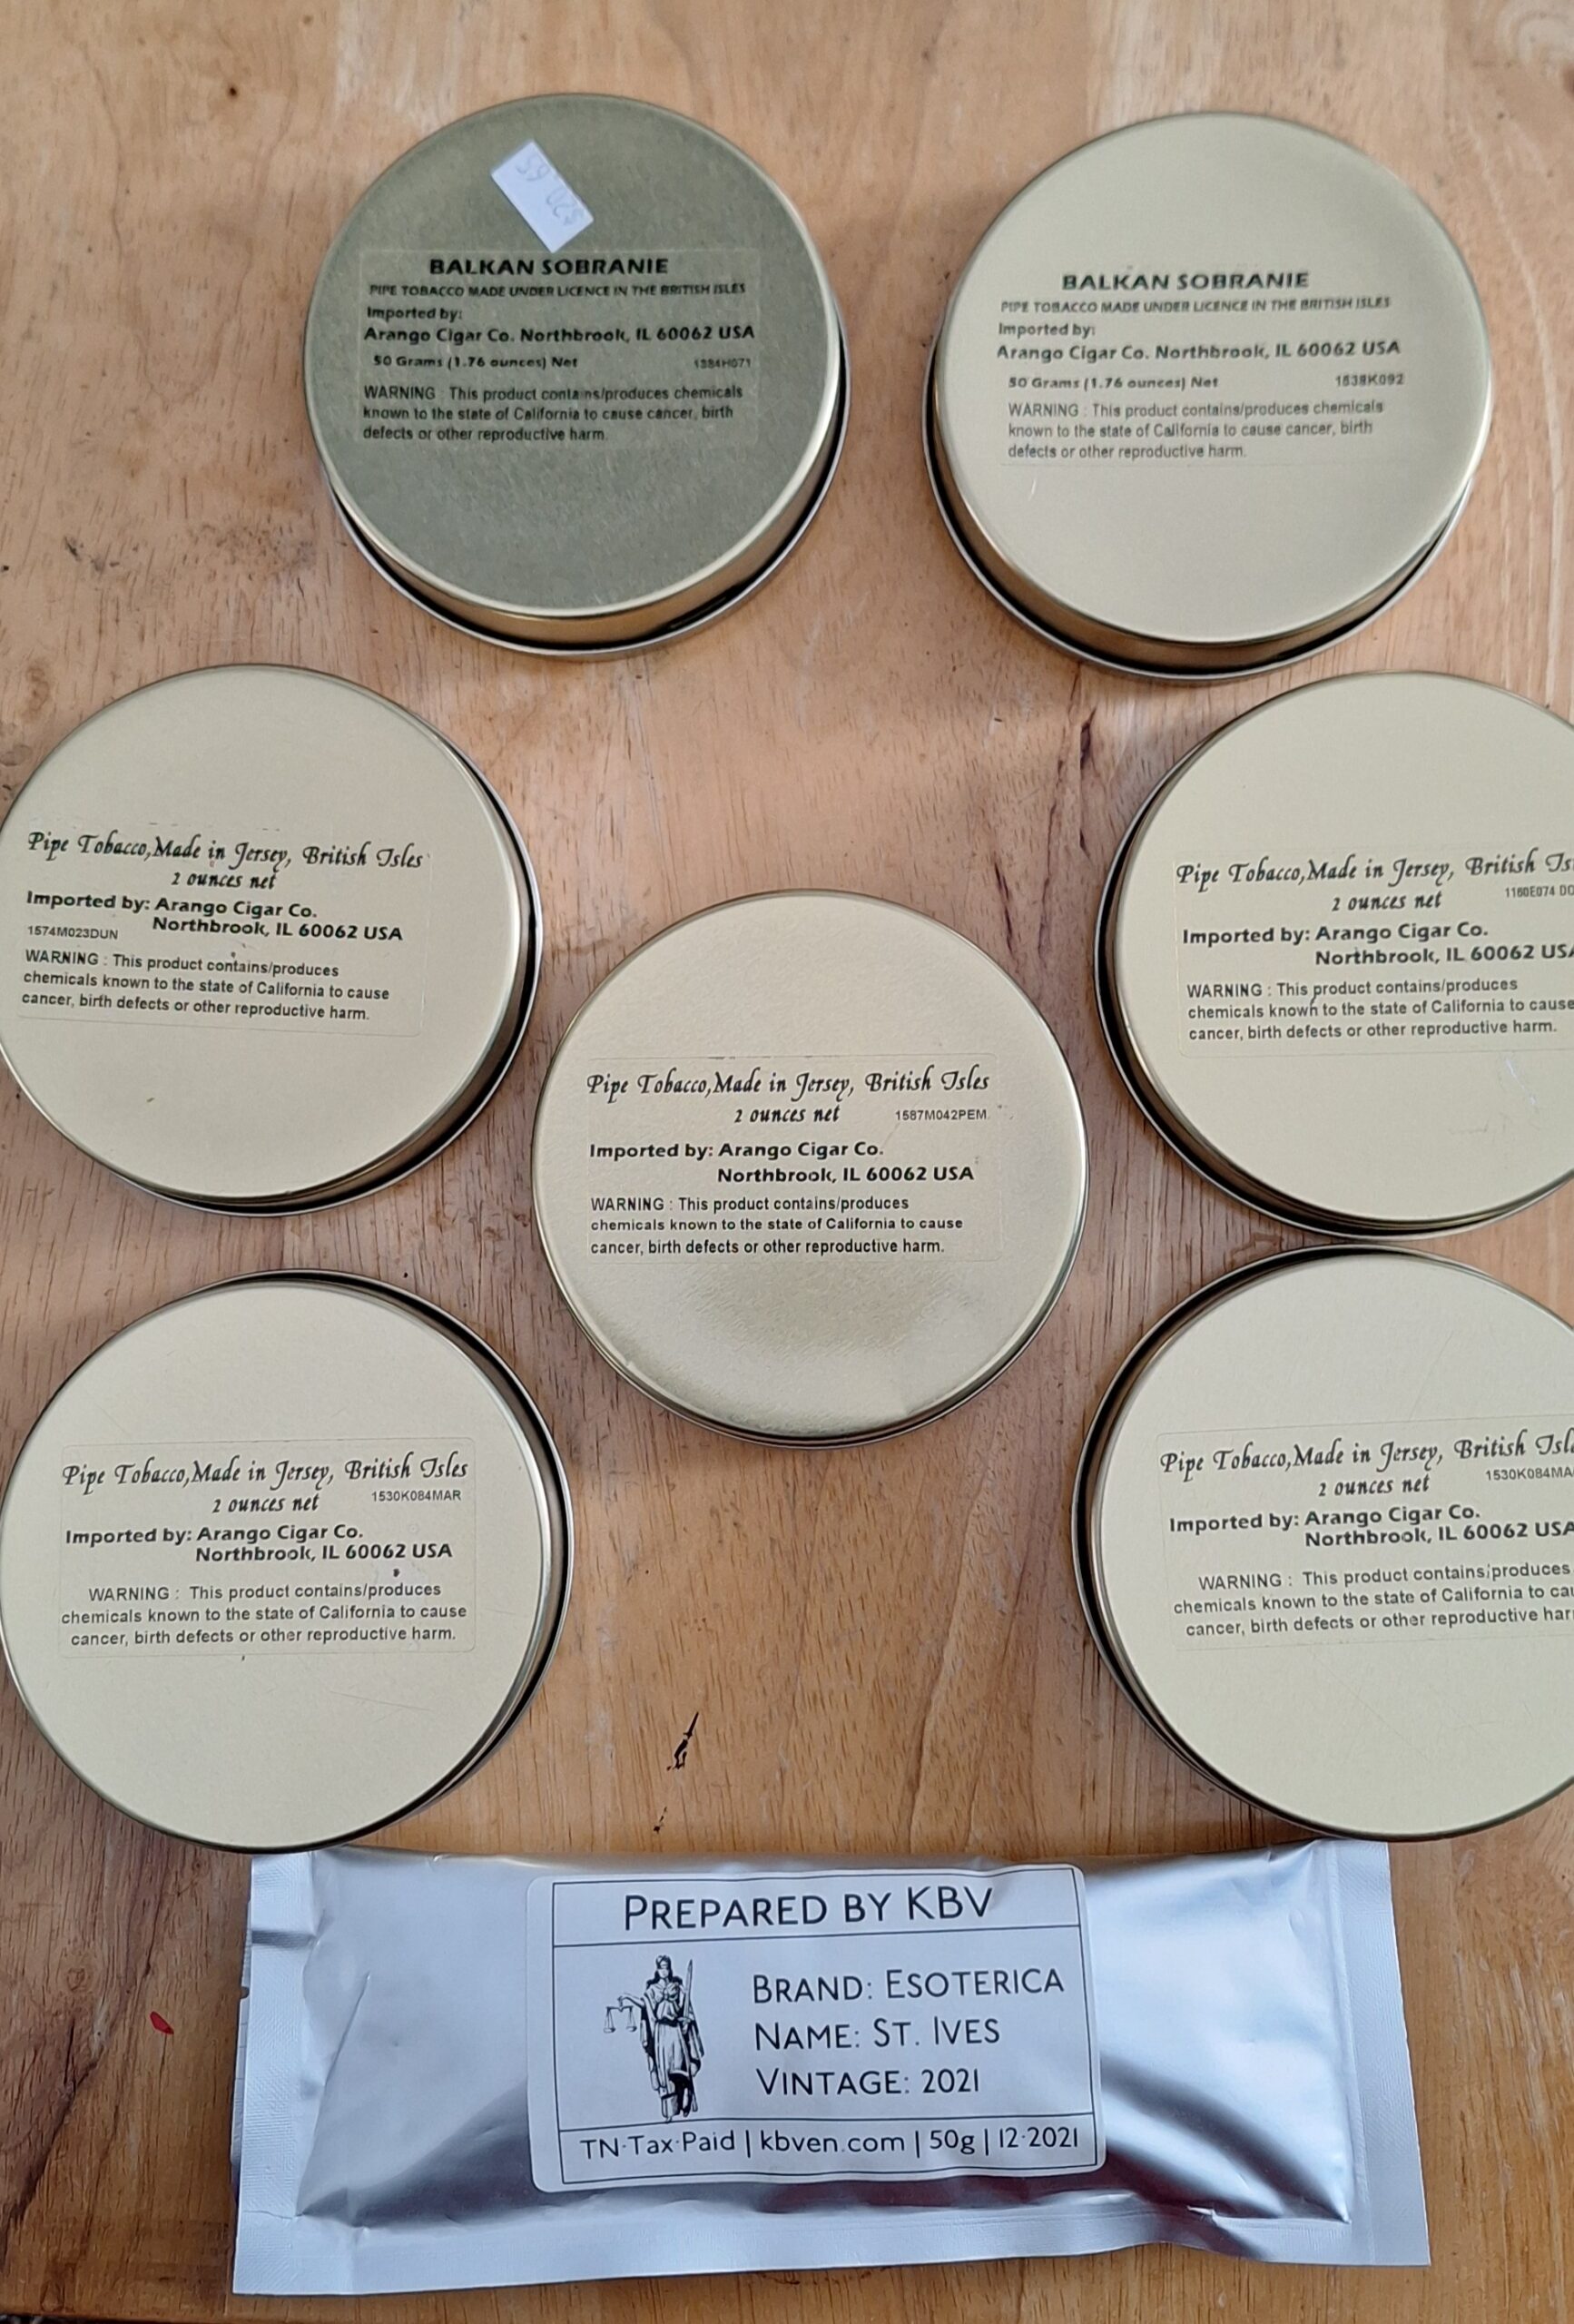 $20.65
BALKAN SOBRANIE
PIPE TOBACCO MADE UNDER LICENCE IN THE BRITISH ISLES
Imported by:
Arango Cigar Co. Northbrook, IL 60062 USA
50 Grams (1.76 ounces) Net 1384H071
WARNING : This product contains/produces chemicals
known to the state of California to cause cancer, birth
defects or other reproductive harm.
BALKAN SOBRANIE
PIPE TOBACCO MADE UNDER LICENCE IN THE BRITISH ISLES
Imported by:
Arango Cigar Co. Northbrook, IL 60062 USA
50 Grams (1.76 ounces) Net 1538K092
WARNING : This product contains/produces chemicals
known to the state of California to cause cancer, birth
defects or other reproductive harm.
Pipe Tobacco,Made in Jersey, British Isles
2 ounces net
Imported by: Arango Cigar Co.
1574M023DUN Northbrook, IL 60062 USA
WARNING : This product contains/produces
chemicals known to the state of California to cause
cancer, birth defects or other reproductive harm.
Pipe Tobacco,Made in Jersey, British
2 ounces net 1160E074
Imported by: Arango Cigar Co.
Northbrook, IL 60062 USA
WARNING : This product contains/produces
chemicals known to the state of California to cause
cancer, birth defects or other reproductive harm.
Pipe Tobacco,Made in Jersey, British Isles
2 ounces net 1587M042PEM
Imported by: Arango Cigar Co.
Northbrook, IL 60062 USA
WARNING : This product contains/produces
chemicals known to the state of California to cause
cancer, birth defects or other reproductive harm.
Pipe Tobacco,Made in Jersey, British Isles
2 ounces net 1530K084MAR
Imported by: Arango Cigar Co.
Northbrook, IL 60062 USA
WARNING : This product contains/produces
chemicals known to the state of California to cause
cancer, birth defects or other reproductive harm.
Pipe Tobacco,Made in Jersey, British
2 ounces net 1530K084MA
Imported by: Arango Cigar Co.
Northbrook, IL 60062 USA
WARNING : This product contains/produces
chemicals known to the state of California to
cancer, birth defects or other reproductive
PREPARED BY KBV
BRAND: ESOTERICA
NAME: ST. IVES
VINTAGE: 2021
TN·Tax·Paid | kbven.com | 50g | 12·2021